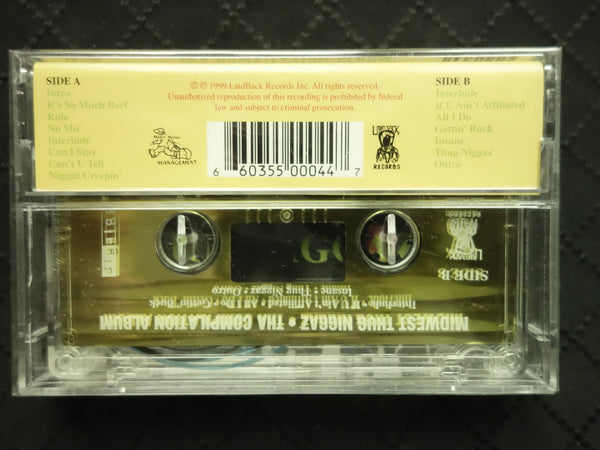 SIDE A
Intro
It's So Much Beef
Ride
No Mo'
Interlude
Can I Stay
Can't U Tell
Niggaz Creepin'
© ℗ 1999 LaidBack Records Inc. All rights reserved.
Unauthorized reproduction of this recording is prohibited by federal
law and subject to criminal prosecution.
MANAGEMENT
6 60355 00044 7
LAIDBACK
RECORDS
SIDE B
Interlude
If U Ain't Affiliated
All I Do
Gettin' Buck
Insane
Thug Niggaz
Outro
MIDWEST THUG NIGGAZ • THA COMPILATION ALBUM
Interlude • If U Ain't Affiliated • All I Do • Gettin' Buck
Insane • Thug Niggaz • Outro
SIDE B
LAIDBACK
RECORDS